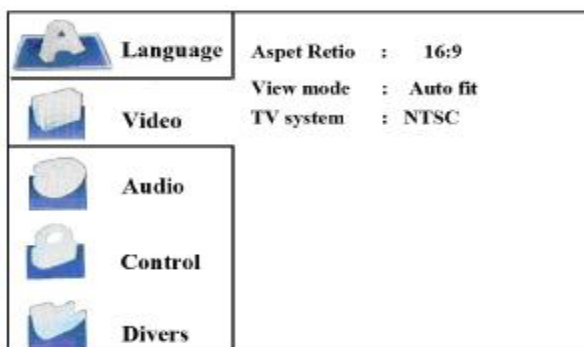 Language
Video
Audio
Control
Divers
Aspet Retio : 16:9
View mode : Auto fit
TV system : NTSC